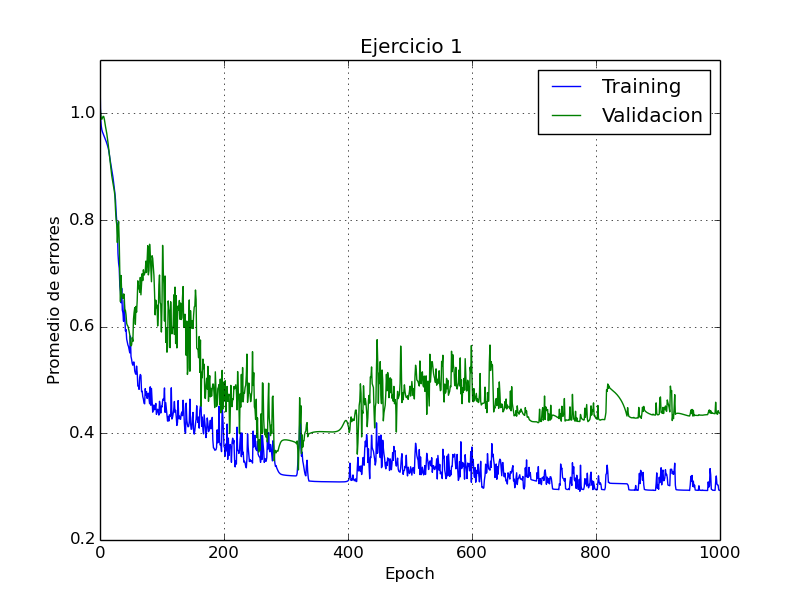 Ejercicio 1
Training
Validacion
Promedio de errores
1.0
0.8
0.6
0.4
0.2
0 200 400 600 800 1000
Epoch